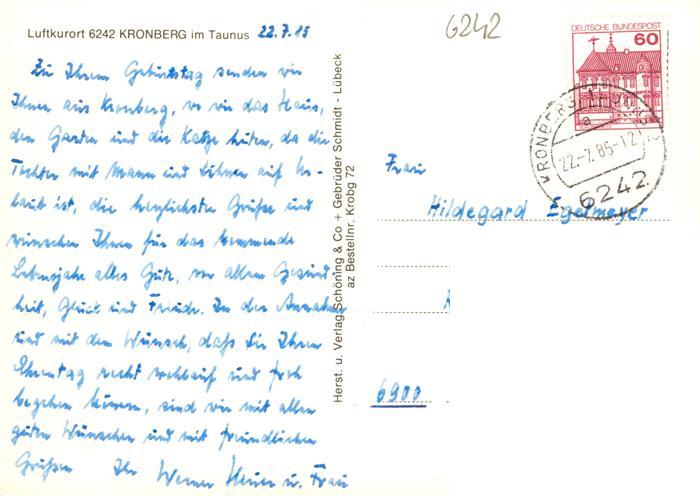 Luftkurort 6242 KRONBERG im Taunus 22.7.85
Zu Ihrem Geburtstag senden wir
Ihnen aus Kronberg, wo wir das Haus,
den Garten und die Katze hüten, da die
Tochter mit Mann und Söhnen auf Ur-
laub ist, die herzlichsten Grüße und
wünschen Ihnen für das kommende
Lebensjahr alles Gute, vor allem Gesund-
heit, Glück und Freude. In der Annahme
und mit dem Wunsch, daß Sie Ihren
Ehrentag recht wohlauf und froh
begehen können, sind wir mit allen
guten Wünschen und mit freundlichen
Grüßen Ihr Werner u. Frau
Herst. u. Verlag Schöning & Co + Gebrüder Schmidt - Lübeck
az Bestellnr. Krobg 72
6242
DEUTSCHE BUNDESPOST
60
KRONBERG
a
22.-7.85-12
6242
Frau
Hildegard Egelmeyer
6900